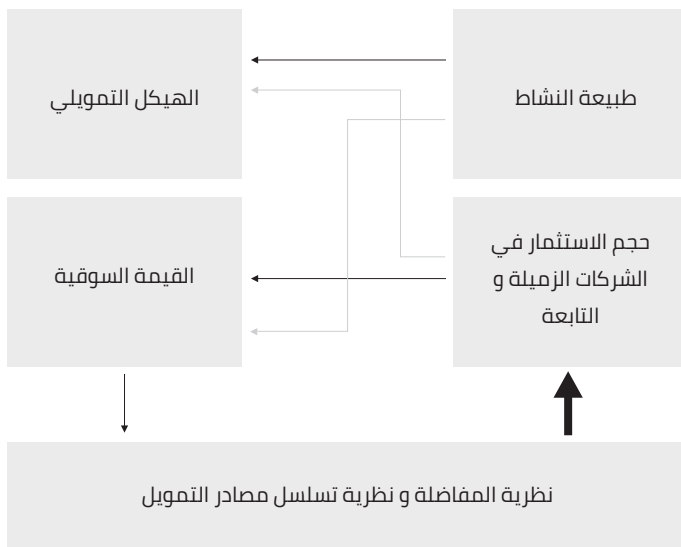 طبيعة النشاط
الهيكل التمويلي
حجم الاستثمار في
الشركات الزميلة و
التابعة
القيمة السوقية
نظرية المفاضلة و نظرية تسلسل مصادر التمويل